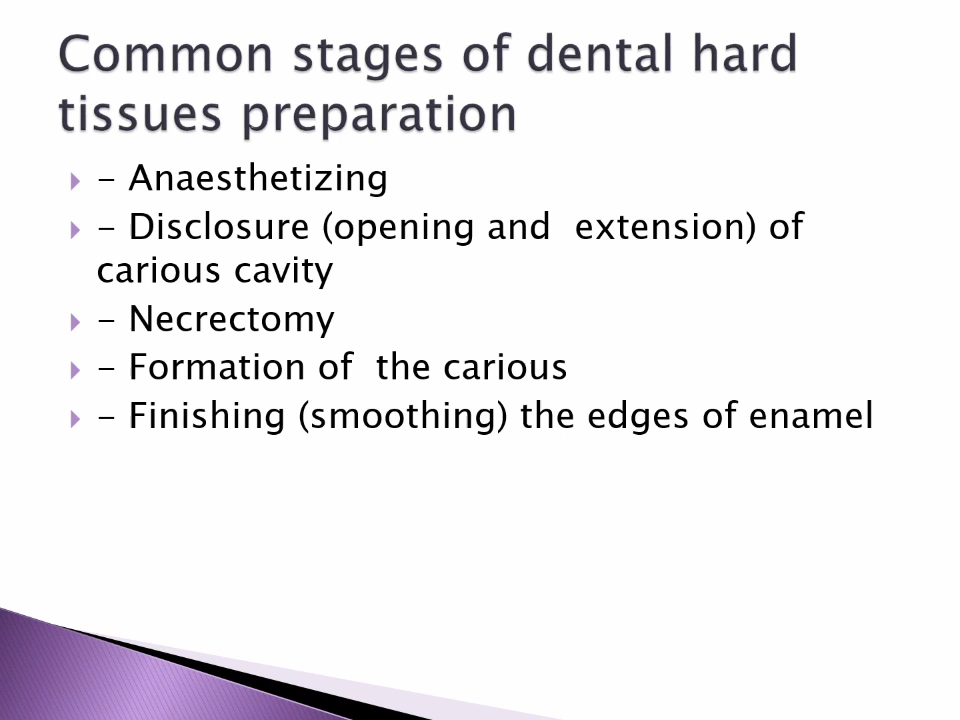 Common stages of dental hard
tissues preparation
- Anaesthetizing
- Disclosure (opening and  extension) of
carious cavity
- Necrectomy
- Formation of  the carious
- Finishing (smoothing) the edges of enamel